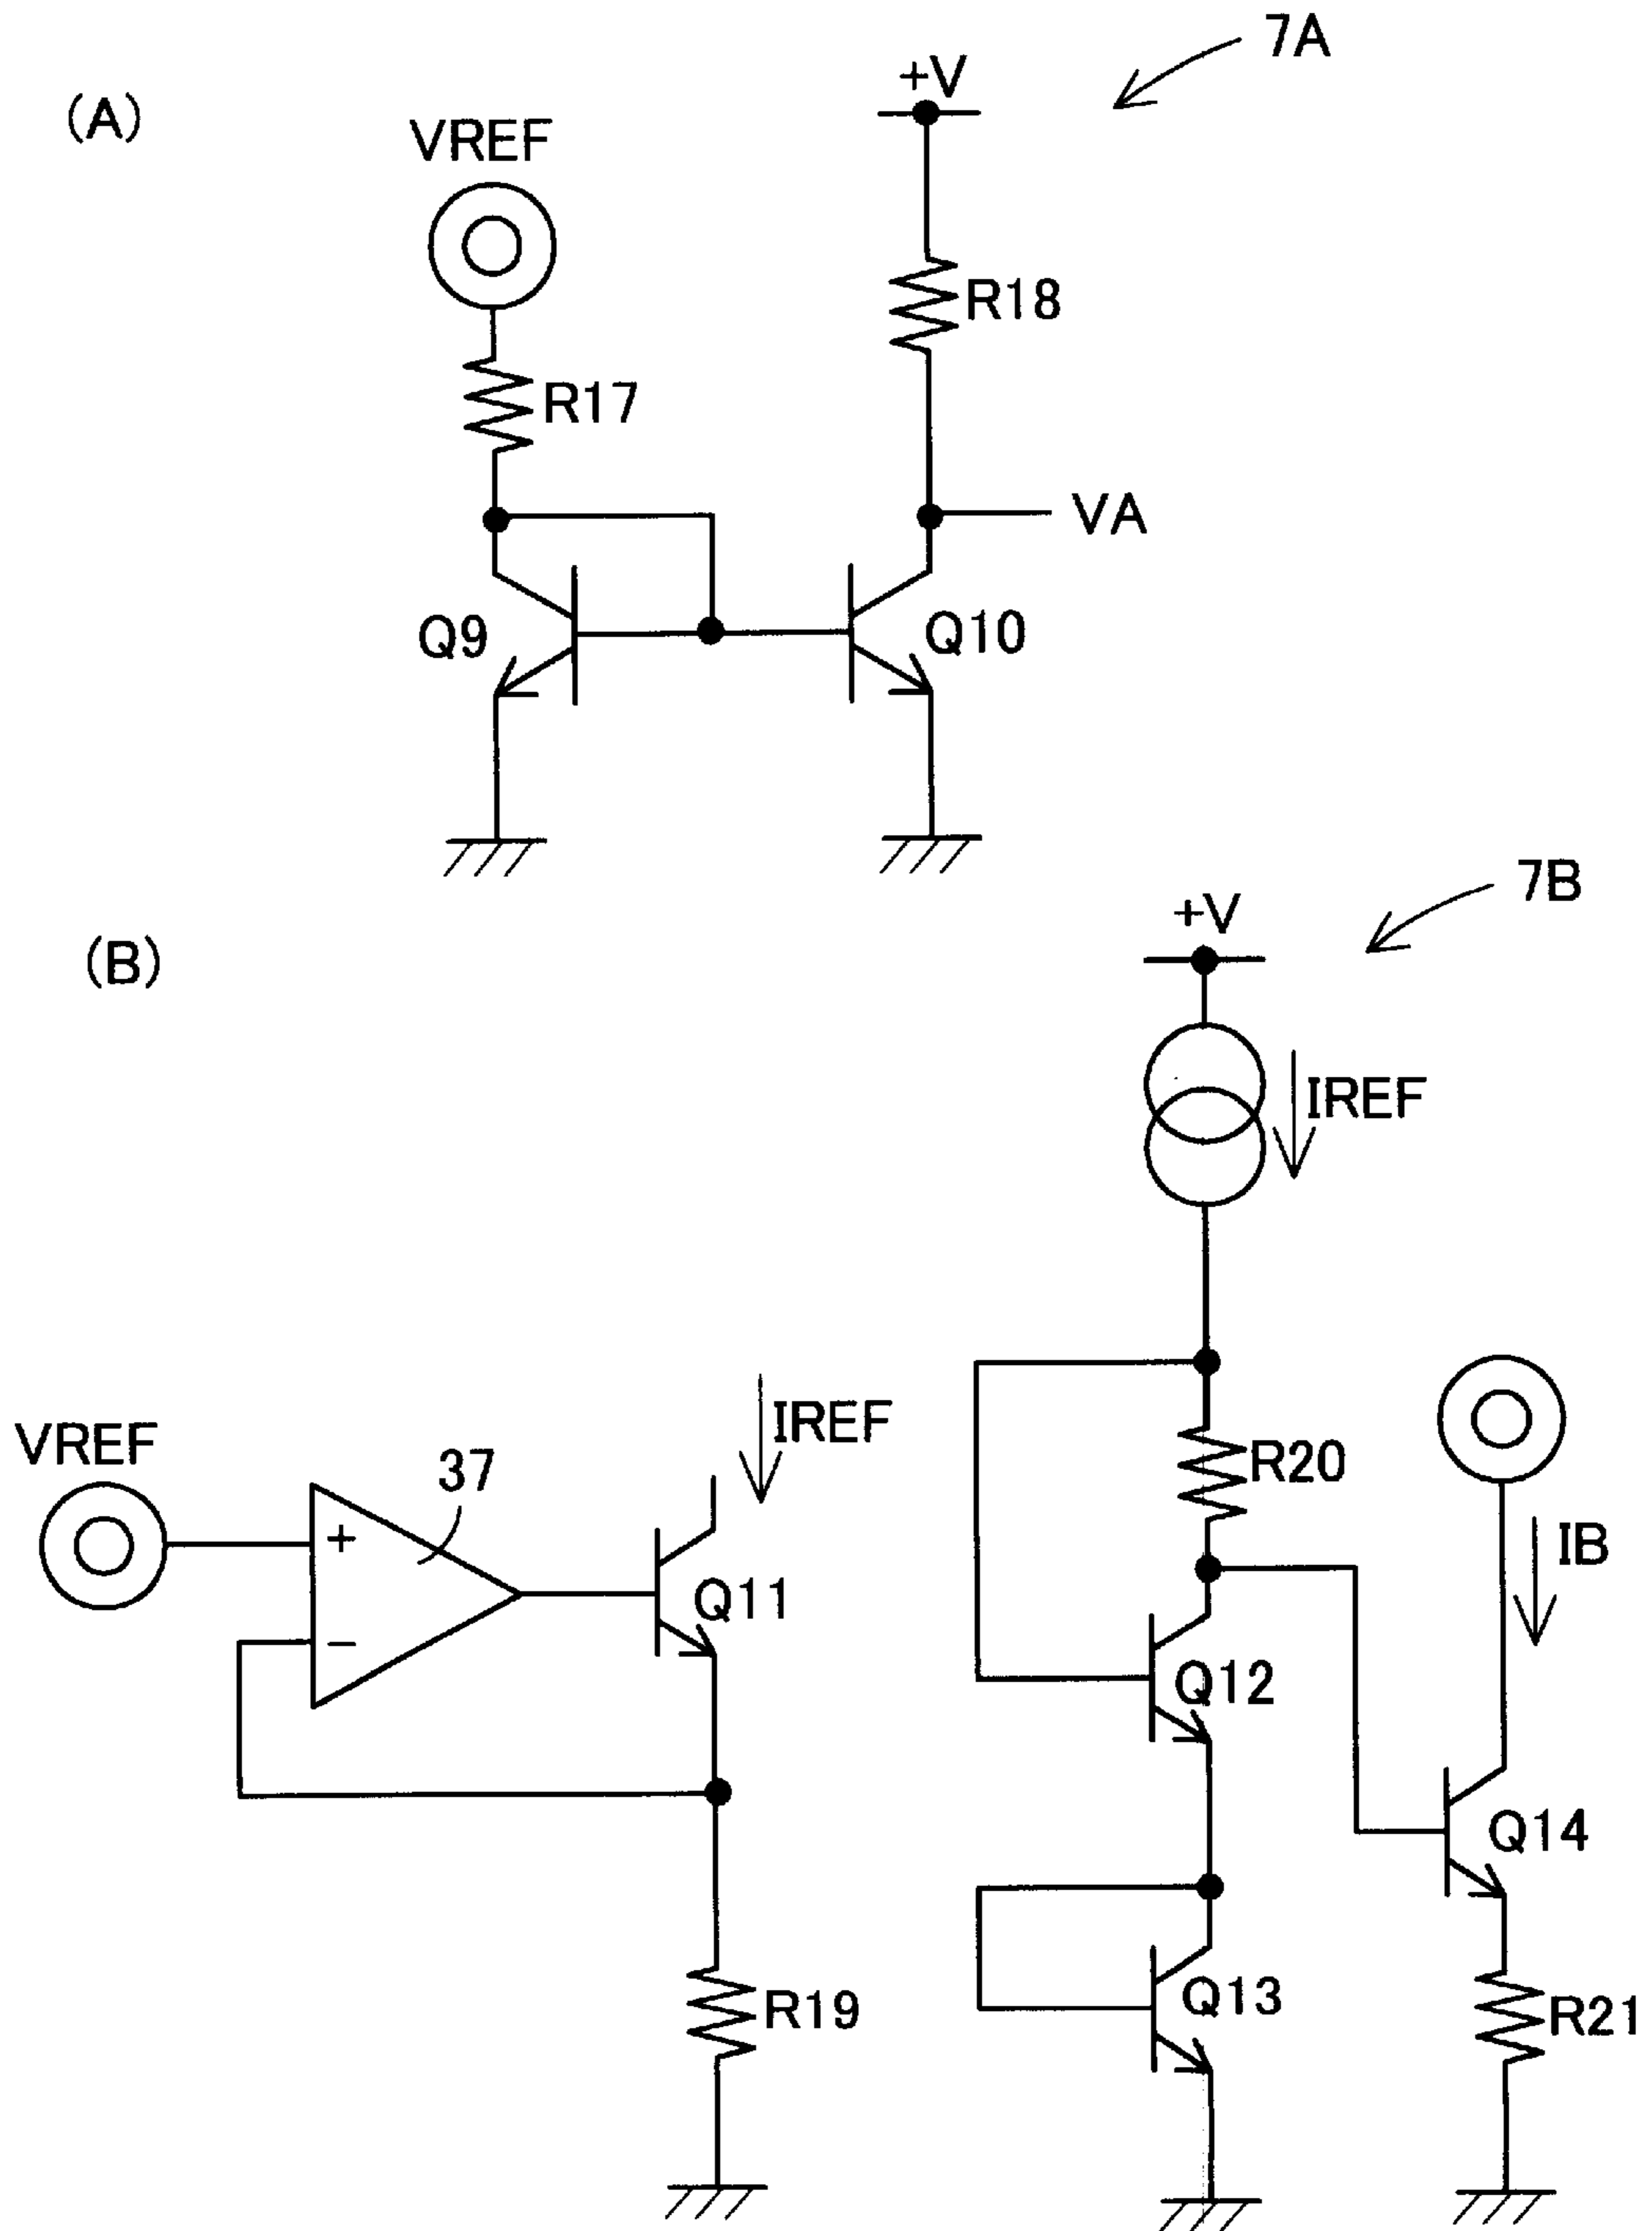 7A
(A)
+V
VREF
R18
R17
VA
Q9
Q10
7B
+V
(B)
IREF
IREF
VREF
37
R20
IB
+
Q11
−
Q12
Q14
Q13
R19
R21